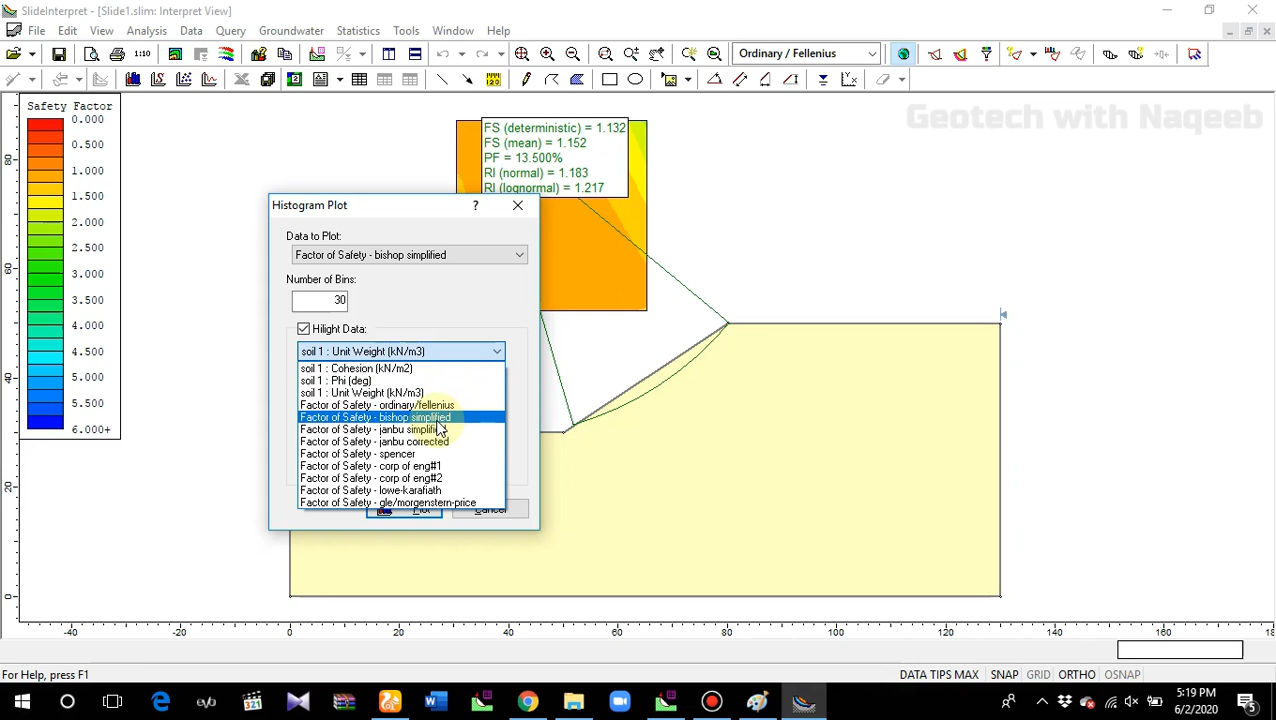 SlideInterpret - [Slide1.slim: Interpret View]
File Edit View Analysis Data Query Groundwater Statistics Tools Window Help
1:10 Ordinary / Fellenius
Geotech with Naqeeb
Safety Factor
0.000
0.500
1.000
1.500
2.000
2.500
3.000
3.500
4.000
4.500
5.000
5.500
6.000+
FS (deterministic) = 1.132
FS (mean) = 1.152
PF = 13.500%
RI (normal) = 1.183
RI (lognormal) = 1.217
Histogram Plot
Data to Plot:
Factor of Safety - bishop simplified
Number of Bins:
30
Hilight Data:
soil 1 : Unit Weight (kN/m3)
soil 1 : Cohesion (kN/m2)
soil 1 : Phi (deg)
soil 1 : Unit Weight (kN/m3)
Factor of Safety - ordinary/fellenius
Factor of Safety - bishop simplified
Factor of Safety - janbu simplified
Factor of Safety - janbu corrected
Factor of Safety - spencer
Factor of Safety - corp of eng#1
Factor of Safety - corp of eng#2
Factor of Safety - lowe-karafiath
Factor of Safety - gle/morgenstern-price
Plot Cancel
80
60
40
20
0
-40 -20 0 20 40 60 80 100 120 140 160 18
For Help, press F1
DATA TIPS MAX SNAP GRID ORTHO OSNAP
321
5:19 PM
6/2/2020
5